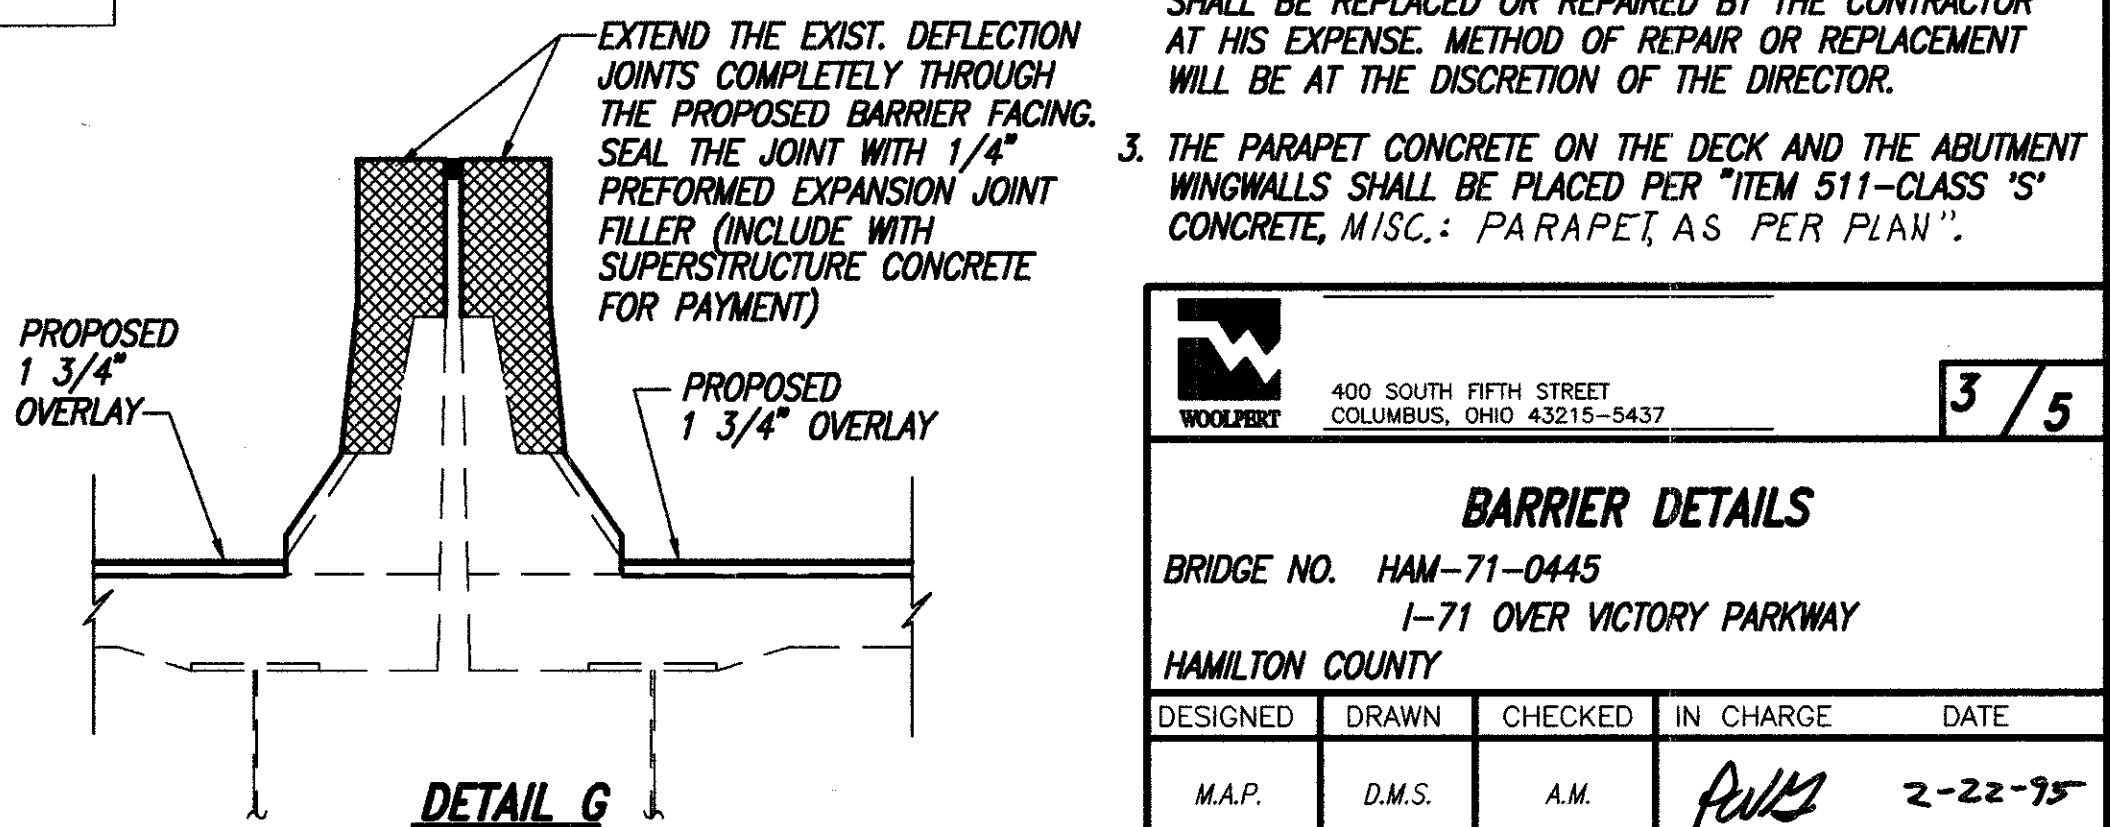 EXTEND THE EXIST. DEFLECTION
JOINTS COMPLETELY THROUGH
THE PROPOSED BARRIER FACING.
SEAL THE JOINT WITH 1/4"
PREFORMED EXPANSION JOINT
FILLER (INCLUDE WITH
SUPERSTRUCTURE CONCRETE
FOR PAYMENT)
PROPOSED
1 3/4"
OVERLAY
PROPOSED
1 3/4" OVERLAY
DETAIL G
SHALL BE REPLACED OR REPAIRED BY THE CONTRACTOR
AT HIS EXPENSE. METHOD OF REPAIR OR REPLACEMENT
WILL BE AT THE DISCRETION OF THE DIRECTOR.
3. THE PARAPET CONCRETE ON THE DECK AND THE ABUTMENT
WINGWALLS SHALL BE PLACED PER "ITEM 511-CLASS 'S'
CONCRETE, MISC.: PARAPET, AS PER PLAN".
WOOLPERT
400 SOUTH FIFTH STREET
COLUMBUS, OHIO 43215-5437
3/5
BARRIER DETAILS
BRIDGE NO. HAM-71-0445
I-71 OVER VICTORY PARKWAY
HAMILTON COUNTY
DESIGNED DRAWN CHECKED IN CHARGE DATE
M.A.P. D.M.S. A.M. 2-22-95